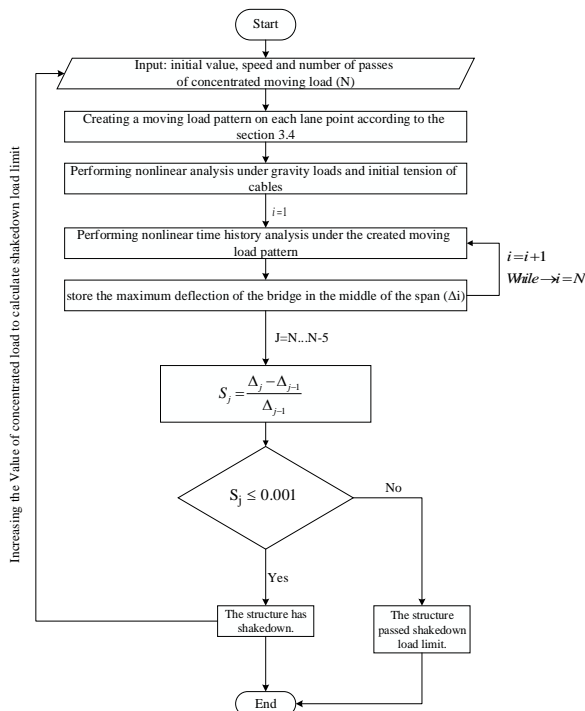 Start
Input: initial value, speed and number of passes
of concentrated moving load (N)
Creating a moving load pattern on each lane point according to
the section 3.4
Performing nonlinear analysis under gravity loads and initial tension of
cables
i=1
Performing nonlinear time history analysis under the created moving
load pattern
i=i+1
While→i=N
store the maximum deflection of the bridge in the middle of the span (Δi)
J=N...N-5
S_j = (Δ_j − Δ_{j−1}) / Δ_{j−1}
S_j ≤ 0.001
No
Yes
The structure has
shakedown.
The structure
passed shakedown
load limit.
End
Increasing the Value of concentrated load to calculate shakedown load limit